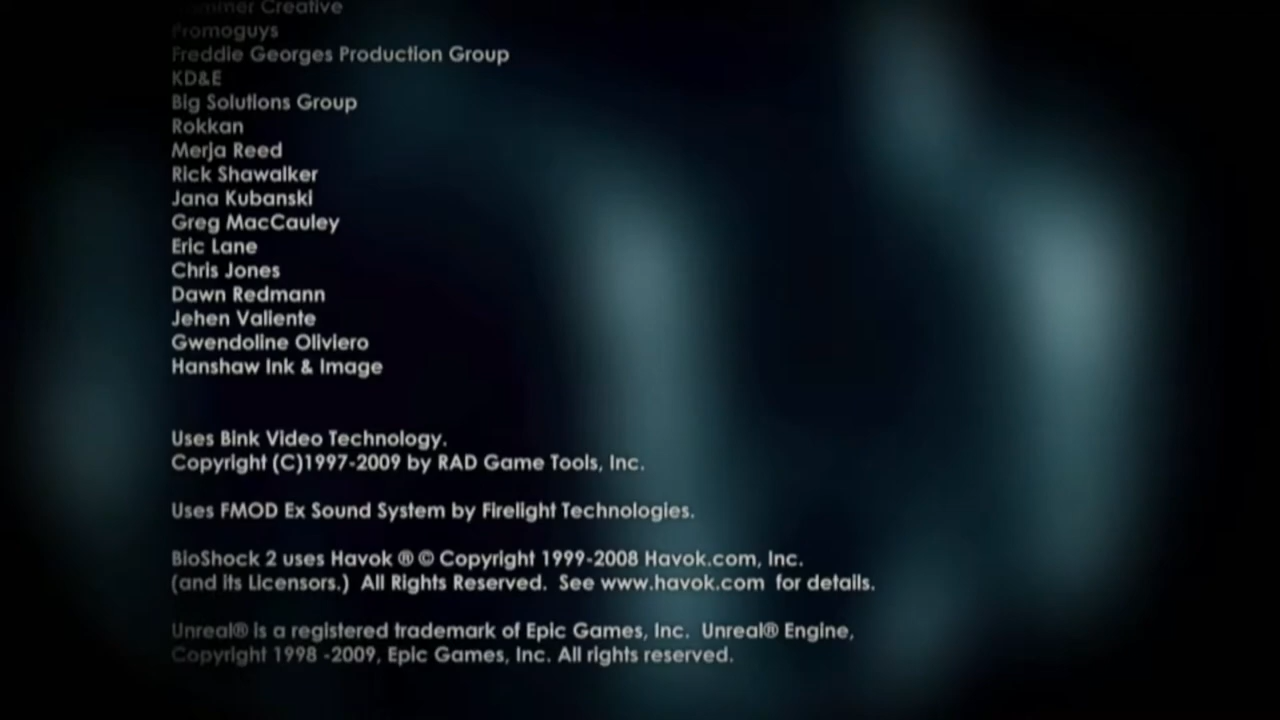 Creative
Promoguys
Freddie Georges Production Group
KD&E
Big Solutions Group
Rokkan
Merja Reed
Rick Shawalker
Jana Kubanski
Greg MacCauley
Eric Lane
Chris Jones
Dawn Redmann
Jehen Valiente
Gwendoline Oliviero
Hanshaw Ink & Image
Uses Bink Video Technology.
Copyright (C)1997-2009 by RAD Game Tools, Inc.
Uses FMOD Ex Sound System by Firelight Technologies.
BioShock 2 uses Havok ® © Copyright 1999-2008 Havok.com, Inc.
(and its Licensors.) All Rights Reserved. See www.havok.com for details.
Unreal® is a registered trademark of Epic Games, Inc. Unreal® Engine,
Copyright 1998 -2009, Epic Games, Inc. All rights reserved.